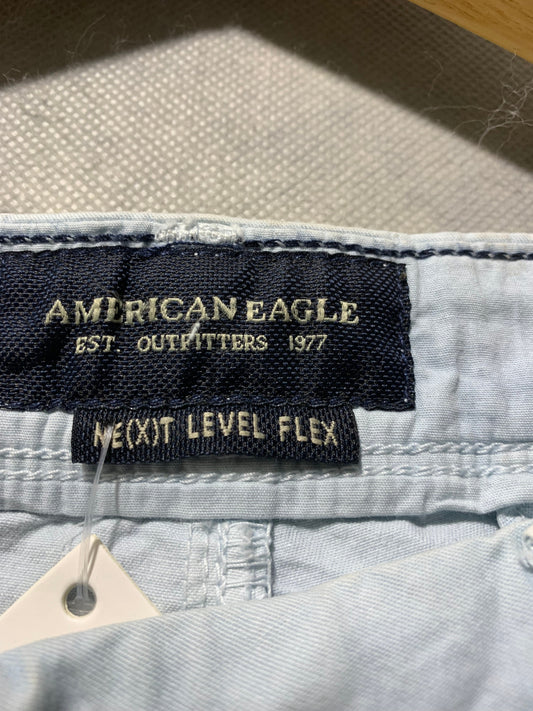 AMERICAN EAGLE
EST. OUTFITTERS 1977
NE(X)T LEVEL FLEX